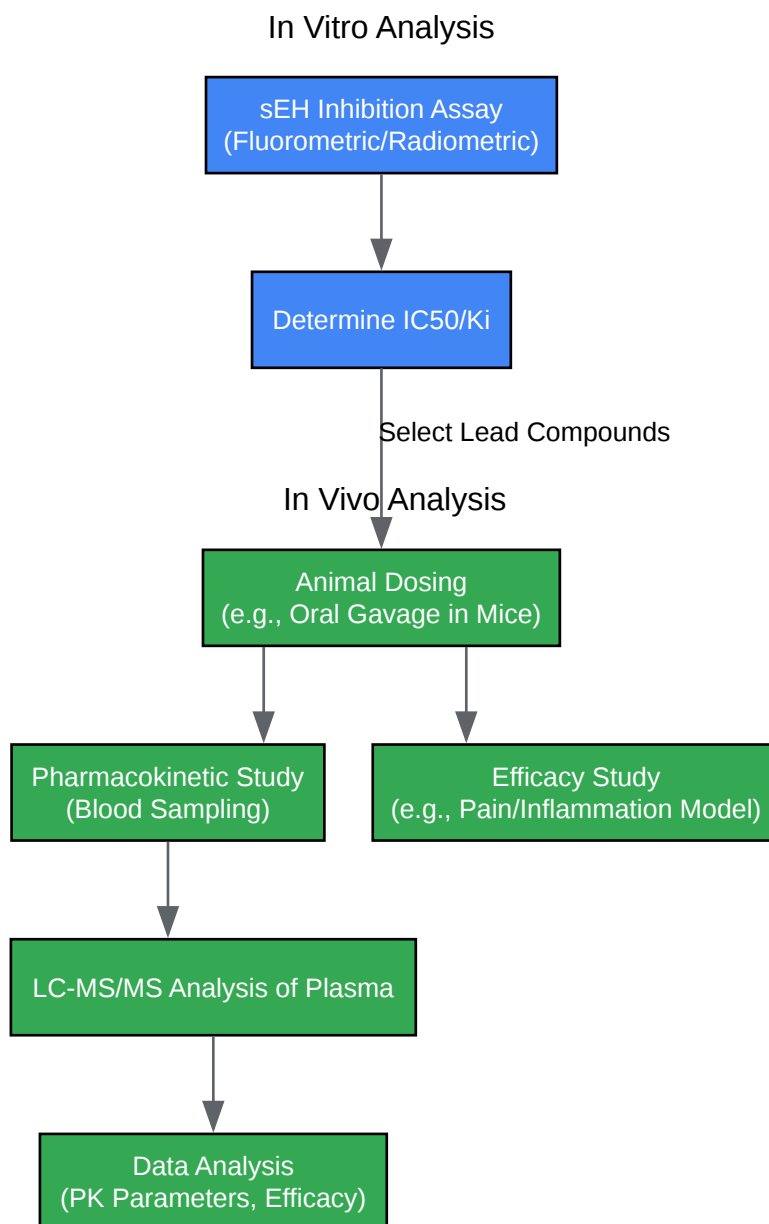 In Vitro Analysis
sEH Inhibition Assay
(Fluorometric/Radiometric)
Determine IC50/Ki
Select Lead Compounds
In Vivo Analysis
Animal Dosing
(e.g., Oral Gavage in Mice)
Pharmacokinetic Study
(Blood Sampling)
Efficacy Study
(e.g., Pain/Inflammation Model)
LC-MS/MS Analysis of Plasma
Data Analysis
(PK Parameters, Efficacy)